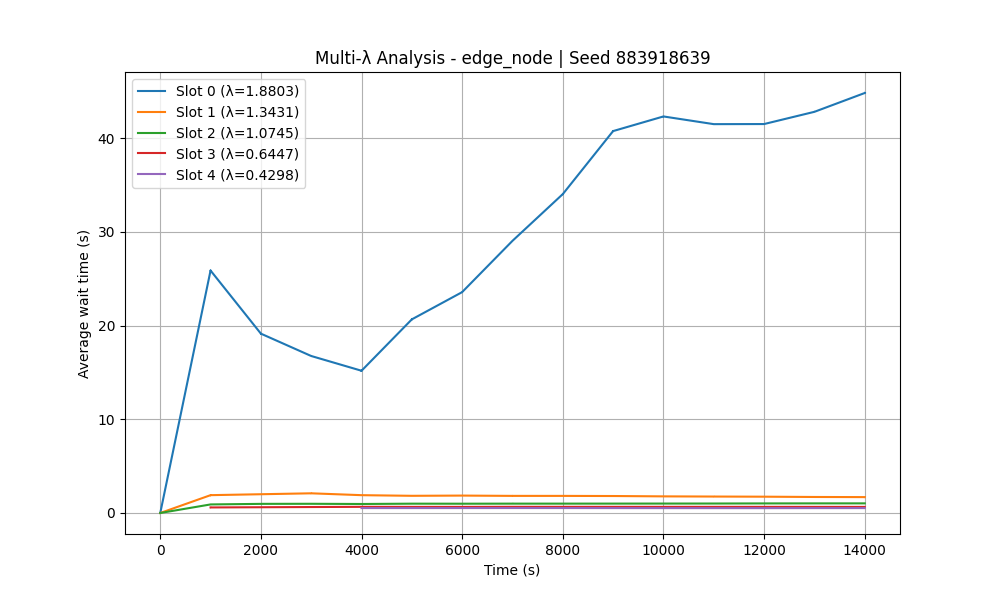 Multi-λ Analysis - edge_node | Seed 883918639
Slot 0 (λ=1.8803)
Slot 1 (λ=1.3431)
Slot 2 (λ=1.0745)
Slot 3 (λ=0.6447)
Slot 4 (λ=0.4298)
Average wait time (s)
40
30
20
10
0
0 2000 4000 6000 8000 10000 12000 14000
Time (s)